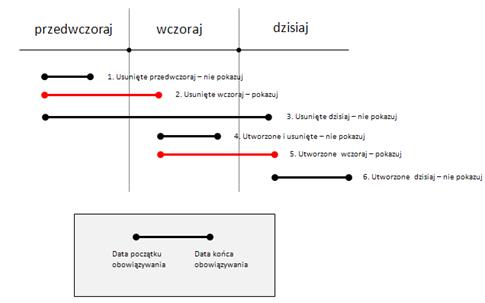 przedwczoraj wczoraj dzisiaj
1. Usunięte przedwczoraj – nie pokazuj
2. Usunięte wczoraj – pokazuj
3. Usunięte dzisiaj – nie pokazuj
4. Utworzone i usunięte – nie pokazuj
5. Utworzone wczoraj – pokazuj
6. Utworzone dzisiaj – nie pokazuj
Data początku
obowiązywania
Data końca
obowiązywania